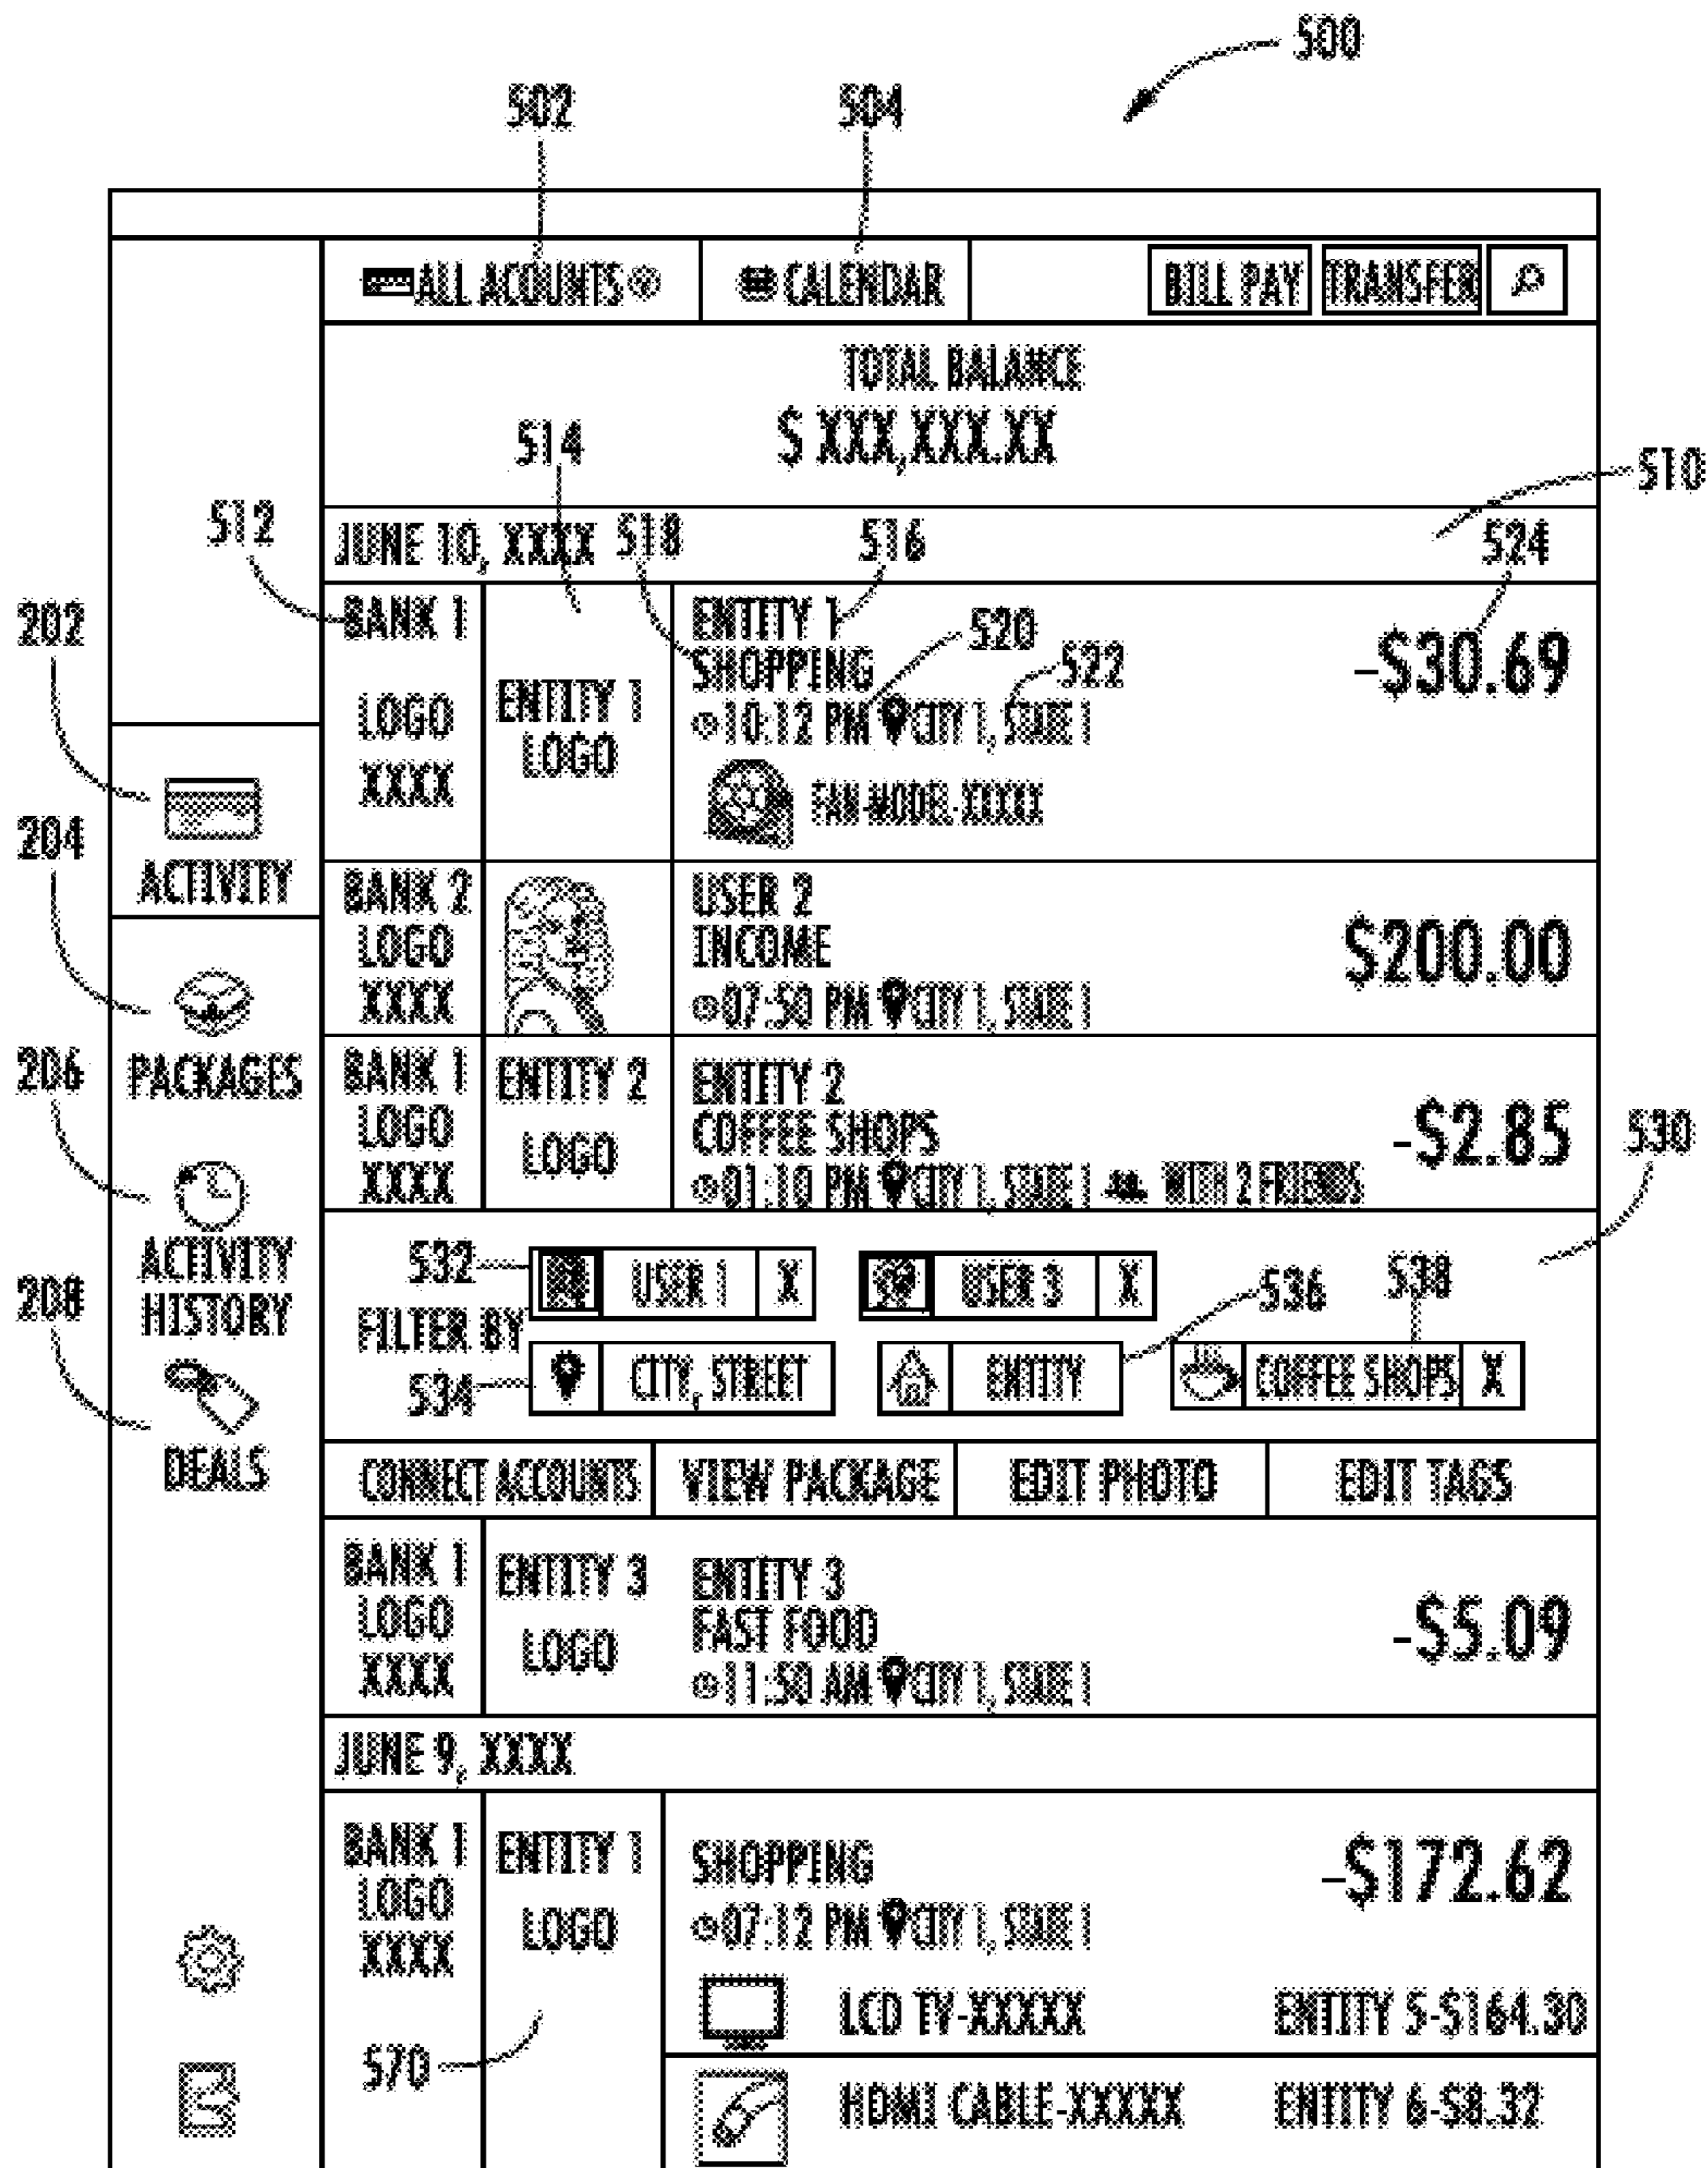 500
502
504
ALL ACOUNTS
CALENDAR
BILL PAY
TRANSFER
TOTAL BALANCE
$ XXX,XXX.XX
514
510
512
JUNE 10, XXXX
518
516
524
202
BANK 1
LOGO
XXXX
ENTITY 1
LOGO
ENTITY 1
SHOPPING
520
522
10:12 PM CITY 1, STATE 1
FAN-MODEL-XXXXX
-$30.69
204
ACTIVITY
BANK 2
LOGO
XXXX
USER 2
INCOME
07:50 PM CITY 1, STATE 1
$200.00
206
PACKAGES
BANK 1
LOGO
XXXX
ENTITY 2
LOGO
ENTITY 2
COFFEE SHOPS
01:10 PM CITY 1, STATE 1 WITH 2 FRIENDS
-$2.85
530
208
ACTIVITY
HISTORY
532
USER 1 X
USER 3 X
536
538
FILTER BY
534
CITY, STREET
ENTITY
COFFEE SHOPS X
DEALS
CONNECT ACCOUNTS
VIEW PACKAGE
EDIT PHOTO
EDIT TAGS
BANK 1
LOGO
XXXX
ENTITY 3
LOGO
ENTITY 3
FAST FOOD
11:50 AM CITY 1, STATE 1
-$5.09
JUNE 9, XXXX
BANK 1
LOGO
XXXX
ENTITY 1
LOGO
SHOPPING
07:12 PM CITY 1, STATE 1
-$172.62
LCD TV-XXXXX ENTITY 5-$164.30
570
HDMI CABLE-XXXXX ENTITY 6-$8.32